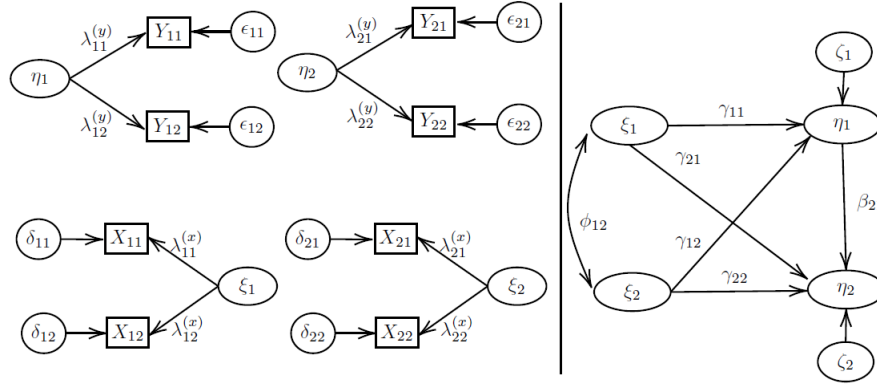 λ₁₁⁽ʸ⁾ Y₁₁ ϵ₁₁
η₁
λ₁₂⁽ʸ⁾ Y₁₂ ϵ₁₂
λ₂₁⁽ʸ⁾ Y₂₁ ϵ₂₁
η₂
λ₂₂⁽ʸ⁾ Y₂₂ ϵ₂₂
δ₁₁ X₁₁ λ₁₁⁽ˣ⁾
ξ₁
δ₁₂ X₁₂ λ₁₂⁽ˣ⁾
δ₂₁ X₂₁ λ₂₁⁽ˣ⁾
ξ₂
δ₂₂ X₂₂ λ₂₂⁽ˣ⁾
ζ₁
ξ₁ γ₁₁ η₁
γ₂₁
β₂
ϕ₁₂
γ₁₂
ξ₂ γ₂₂ η₂
ζ₂